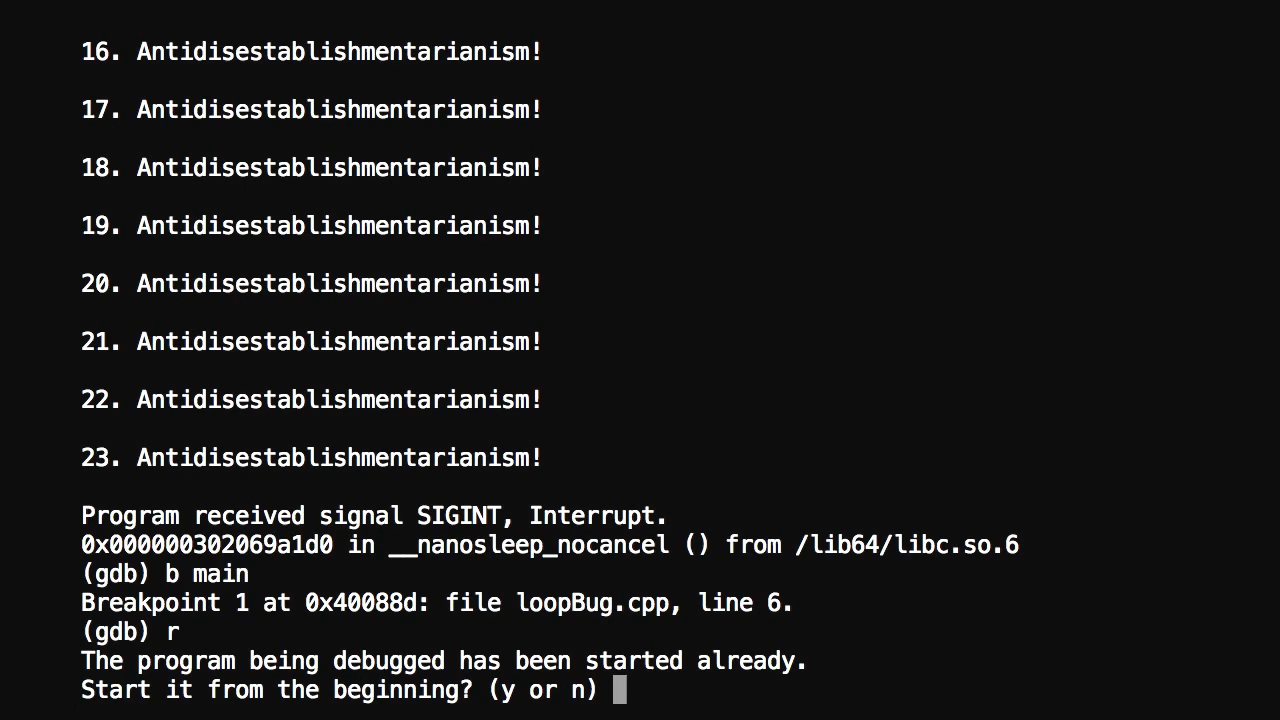 16. Antidisestablishmentarianism!
17. Antidisestablishmentarianism!
18. Antidisestablishmentarianism!
19. Antidisestablishmentarianism!
20. Antidisestablishmentarianism!
21. Antidisestablishmentarianism!
22. Antidisestablishmentarianism!
23. Antidisestablishmentarianism!
Program received signal SIGINT, Interrupt.
0x000000302069a1d0 in __nanosleep_nocancel () from /lib64/libc.so.6
(gdb) b main
Breakpoint 1 at 0x40088d: file loopBug.cpp, line 6.
(gdb) r
The program being debugged has been started already.
Start it from the beginning? (y or n)